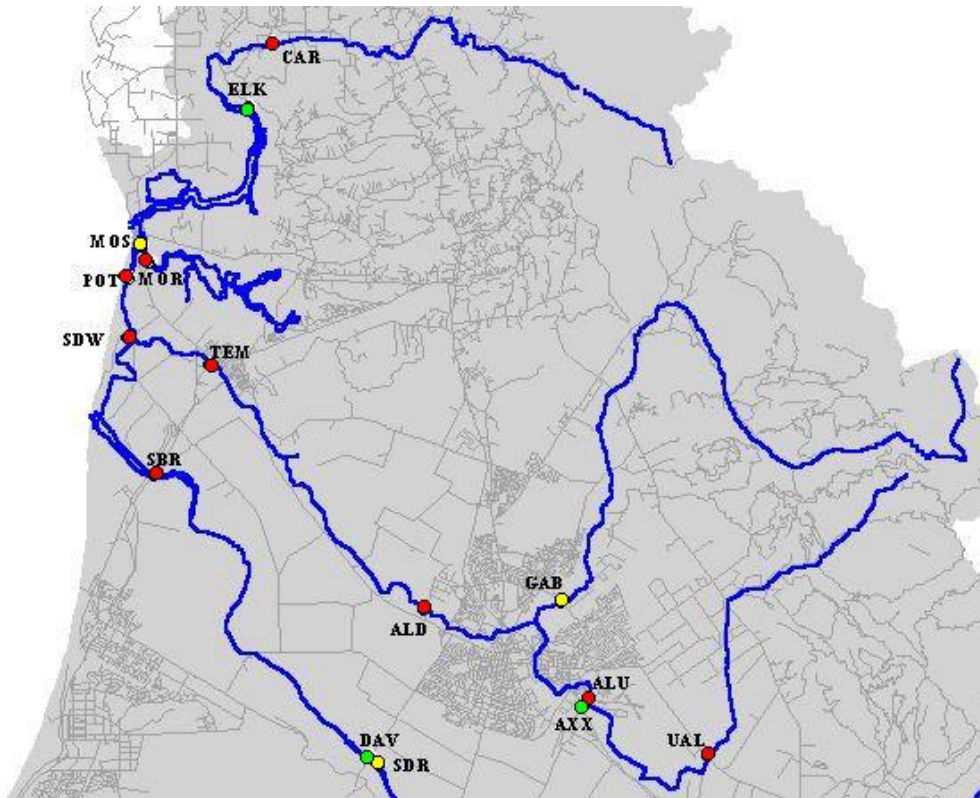 CAR
ELK
MOS
MOR
POT
SDW
TEM
SBR
GAB
ALD
ALU
AXX
UAL
DAV
SDR